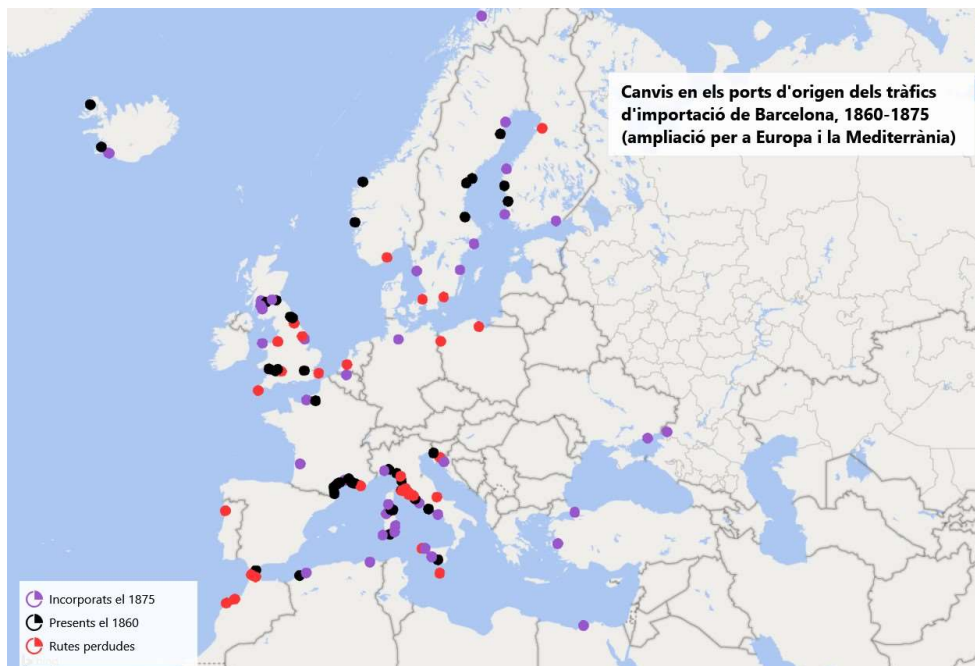 Canvis en els ports d'origen dels tràfics
d'importació de Barcelona, 1860-1875
(ampliació per a Europa i la Mediterrània)
Incorporats el 1875
Presents el 1860
Rutes perdudes